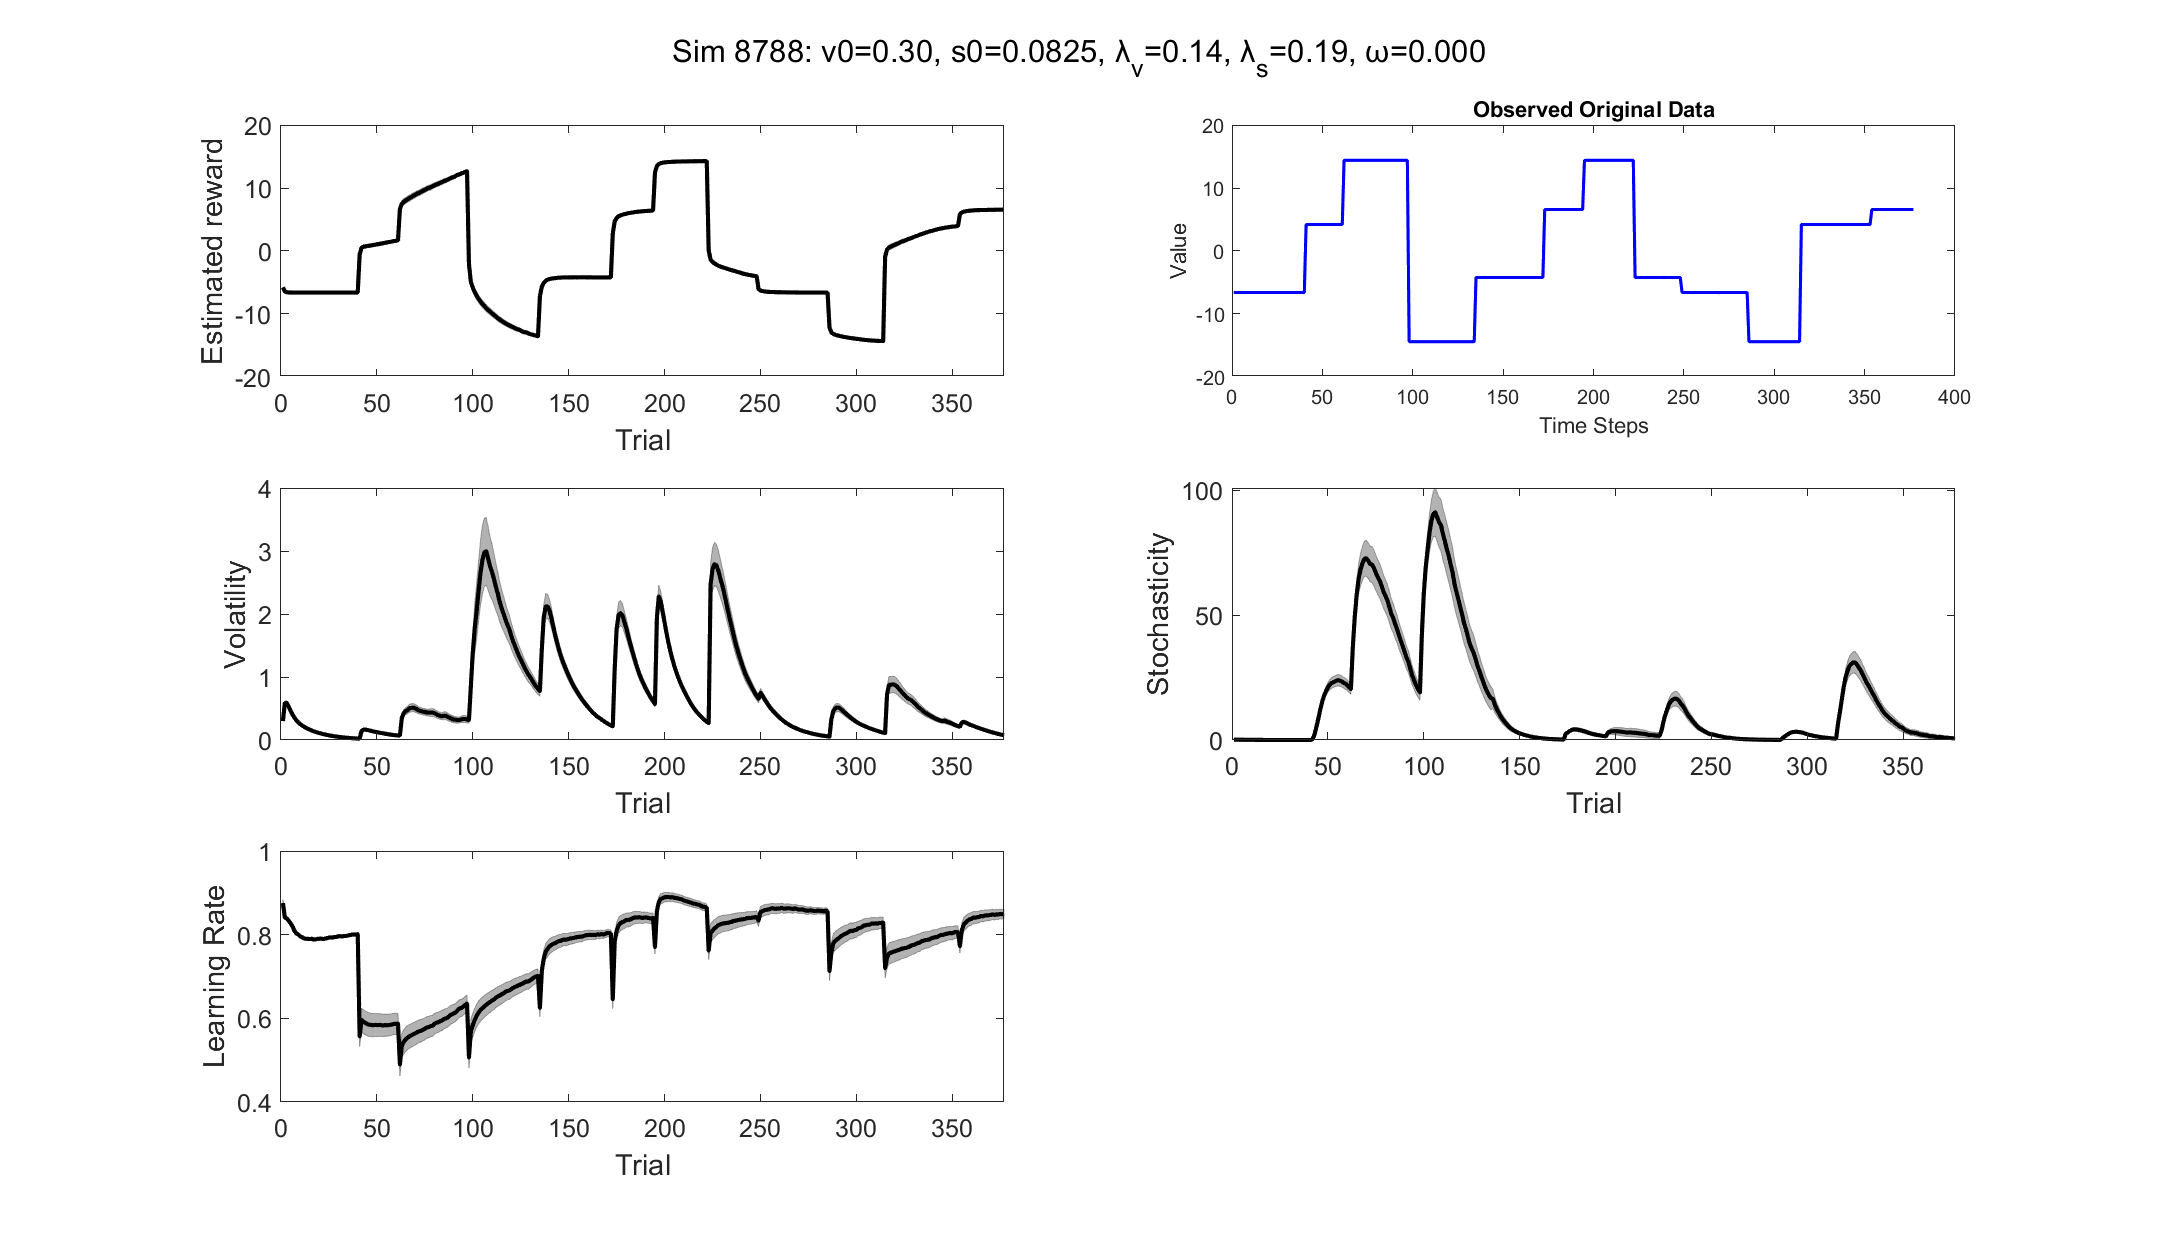 Sim 8788: v0=0.30, s0=0.0825, λv=0.14, λs=0.19, ω=0.000
Estimated reward
20
10
0
-10
-20
0 50 100 150 200 250 300 350
Trial
Observed Original Data
Value
20
10
0
-10
-20
0 50 100 150 200 250 300 350 400
Time Steps
Volatility
4
3
2
1
0
0 50 100 150 200 250 300 350
Trial
Stochasticity
100
50
0
0 50 100 150 200 250 300 350
Trial
Learning Rate
1
0.8
0.6
0.4
0 50 100 150 200 250 300 350
Trial